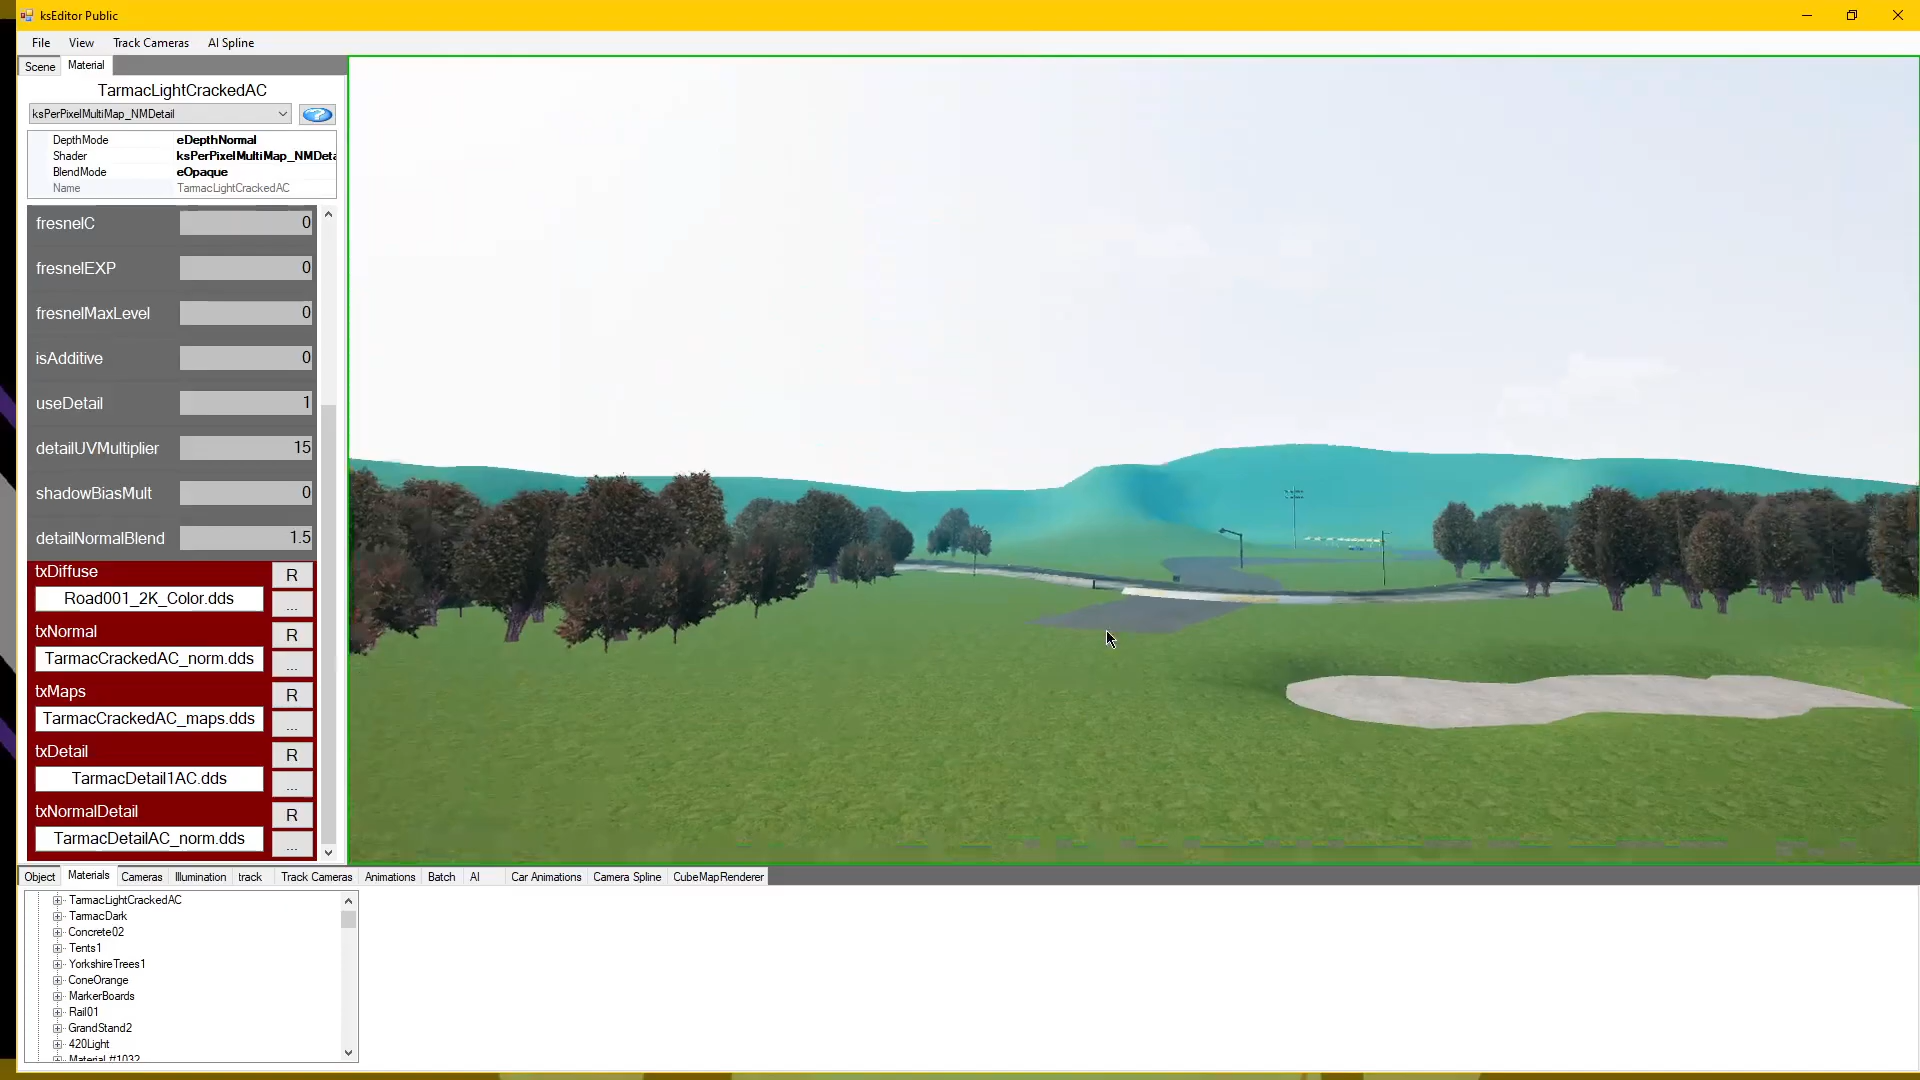 ksEditor Public
File View Track Cameras AI Spline
Scene Material
TarmacLightCrackedAC
ksPerPixelMultiMap_NMDetail
DepthMode eDepthNormal
Shader ksPerPixelMultiMap_NMDeta
BlendMode eOpaque
Name TarmacLightCrackedAC
fresnelC 0
fresnelEXP 0
fresnelMaxLevel 0
isAdditive 0
useDetail 1
detailUVMultiplier 15
shadowBiasMult 0
detailNormalBlend 1.5
txDiffuse R
Road001_2K_Color.dds ...
txNormal R
TarmacCrackedAC_norm.dds ...
txMaps R
TarmacCrackedAC_maps.dds ...
txDetail R
TarmacDetail1AC.dds ...
txNormalDetail R
TarmacDetailAC_norm.dds ...
Object Materials Cameras Illumination track Track Cameras Animations Batch AI Car Animations Camera Spline CubeMapRenderer
TarmacLightCrackedAC
TarmacDark
Concrete02
Tents1
YorkshireTrees1
ConeOrange
MarkerBoards
Rail01
GrandStand2
420Light
Material #1032